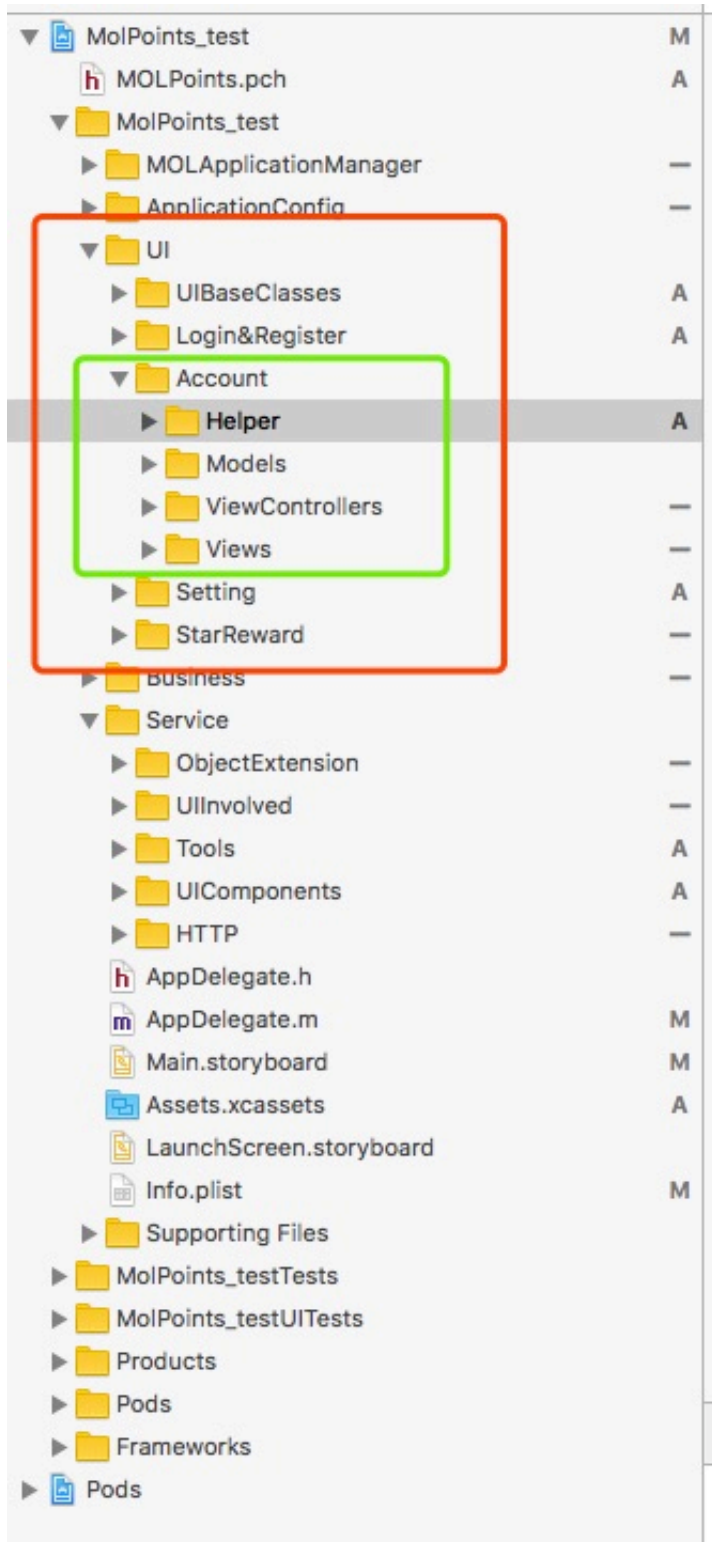 MolPoints_test M
h MOLPoints.pch A
MolPoints_test
MOLApplicationManager —
ApplicationConfig —
UI
UIBaseClasses A
Login&Register A
Account
Helper A
Models
ViewControllers —
Views —
Setting A
StarReward —
Business —
Service
ObjectExtension —
UIInvolved —
Tools A
UIComponents A
HTTP —
h AppDelegate.h
m AppDelegate.m M
Main.storyboard M
Assets.xcassets A
LaunchScreen.storyboard
Info.plist M
Supporting Files
MolPoints_testTests
MolPoints_testUITests
Products
Pods
Frameworks
Pods